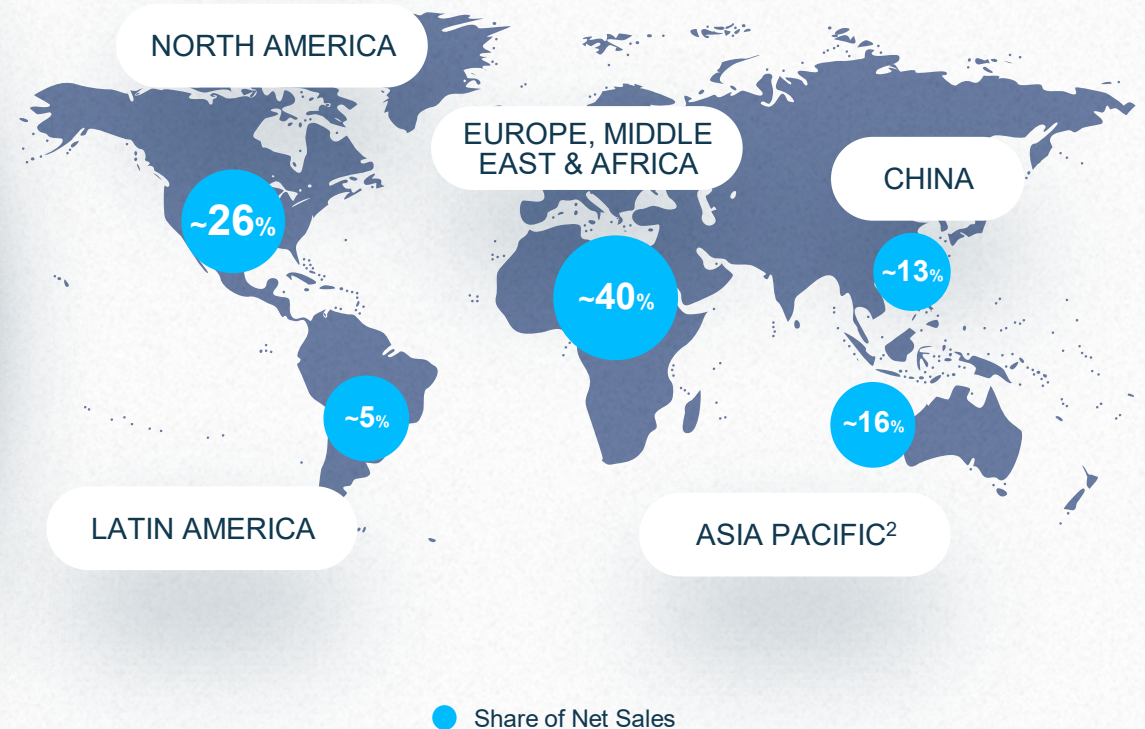 NORTH AMERICA
~26%
EUROPE, MIDDLE
EAST & AFRICA
~40%
CHINA
~13%
LATIN AMERICA
~5%
ASIA PACIFIC²
~16%
Share of Net Sales